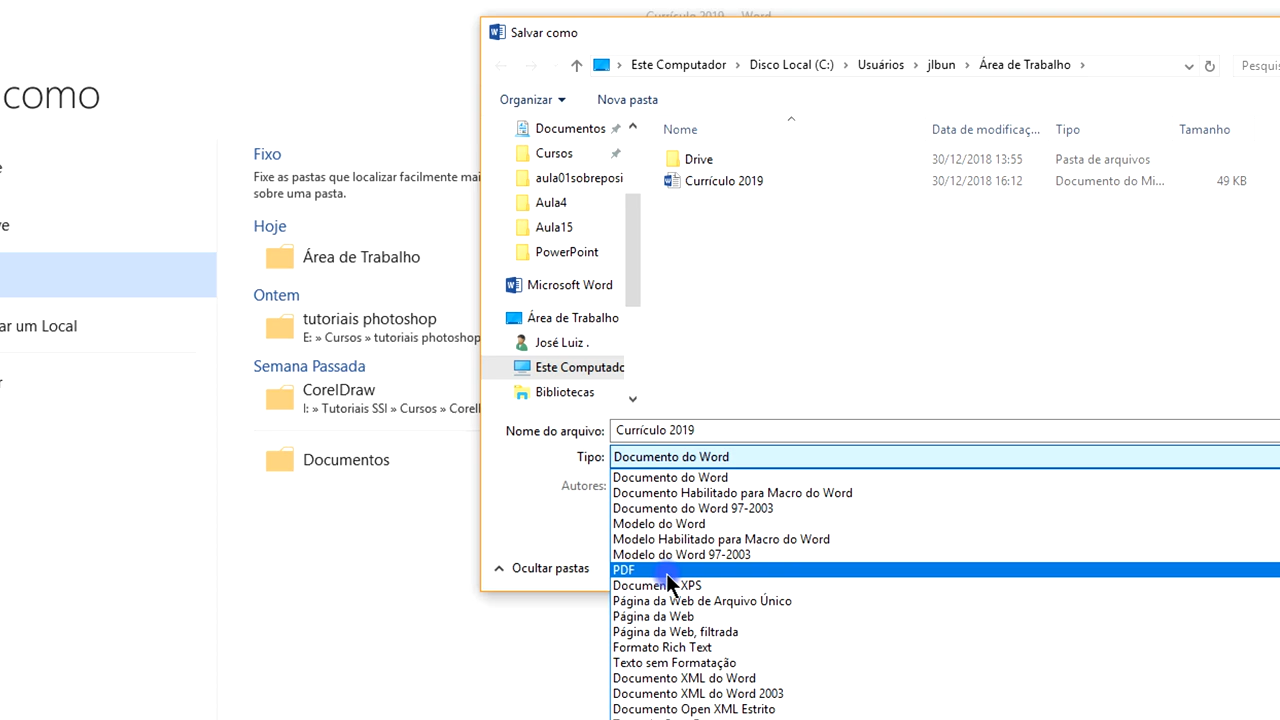 Currículo 2019 - Word
Salvar como
como
Este Computador › Disco Local (C:) › Usuários › jlbun › Área de Trabalho ›
Organizar
Nova pasta
Documentos
Cursos
aula01sobreposi
Aula4
Aula15
PowerPoint
Microsoft Word
Área de Trabalho
José Luiz .
Este Computado
Bibliotecas
Nome Data de modificaç... Tipo Tamanho
Drive 30/12/2018 13:55 Pasta de arquivos
Currículo 2019 30/12/2018 16:12 Documento do Mi... 49 KB
Fixo
Fixe as pastas que localizar facilmente mai
sobre uma pasta.
Hoje
Área de Trabalho
Ontem
tutoriais photoshop
E: » Cursos » tutoriais photoshop
Semana Passada
CorelDraw
I: » Tutoriais SSI » Cursos » Corel
Documentos
ve
ar um Local
Nome do arquivo: Currículo 2019
Tipo: Documento do Word
Autores:
Ocultar pastas
Documento do Word
Documento Habilitado para Macro do Word
Documento do Word 97-2003
Modelo do Word
Modelo Habilitado para Macro do Word
Modelo do Word 97-2003
PDF
Documen XPS
Página da Web de Arquivo Único
Página da Web
Página da Web, filtrada
Formato Rich Text
Texto sem Formatação
Documento XML do Word
Documento XML do Word 2003
Documento Open XML Estrito